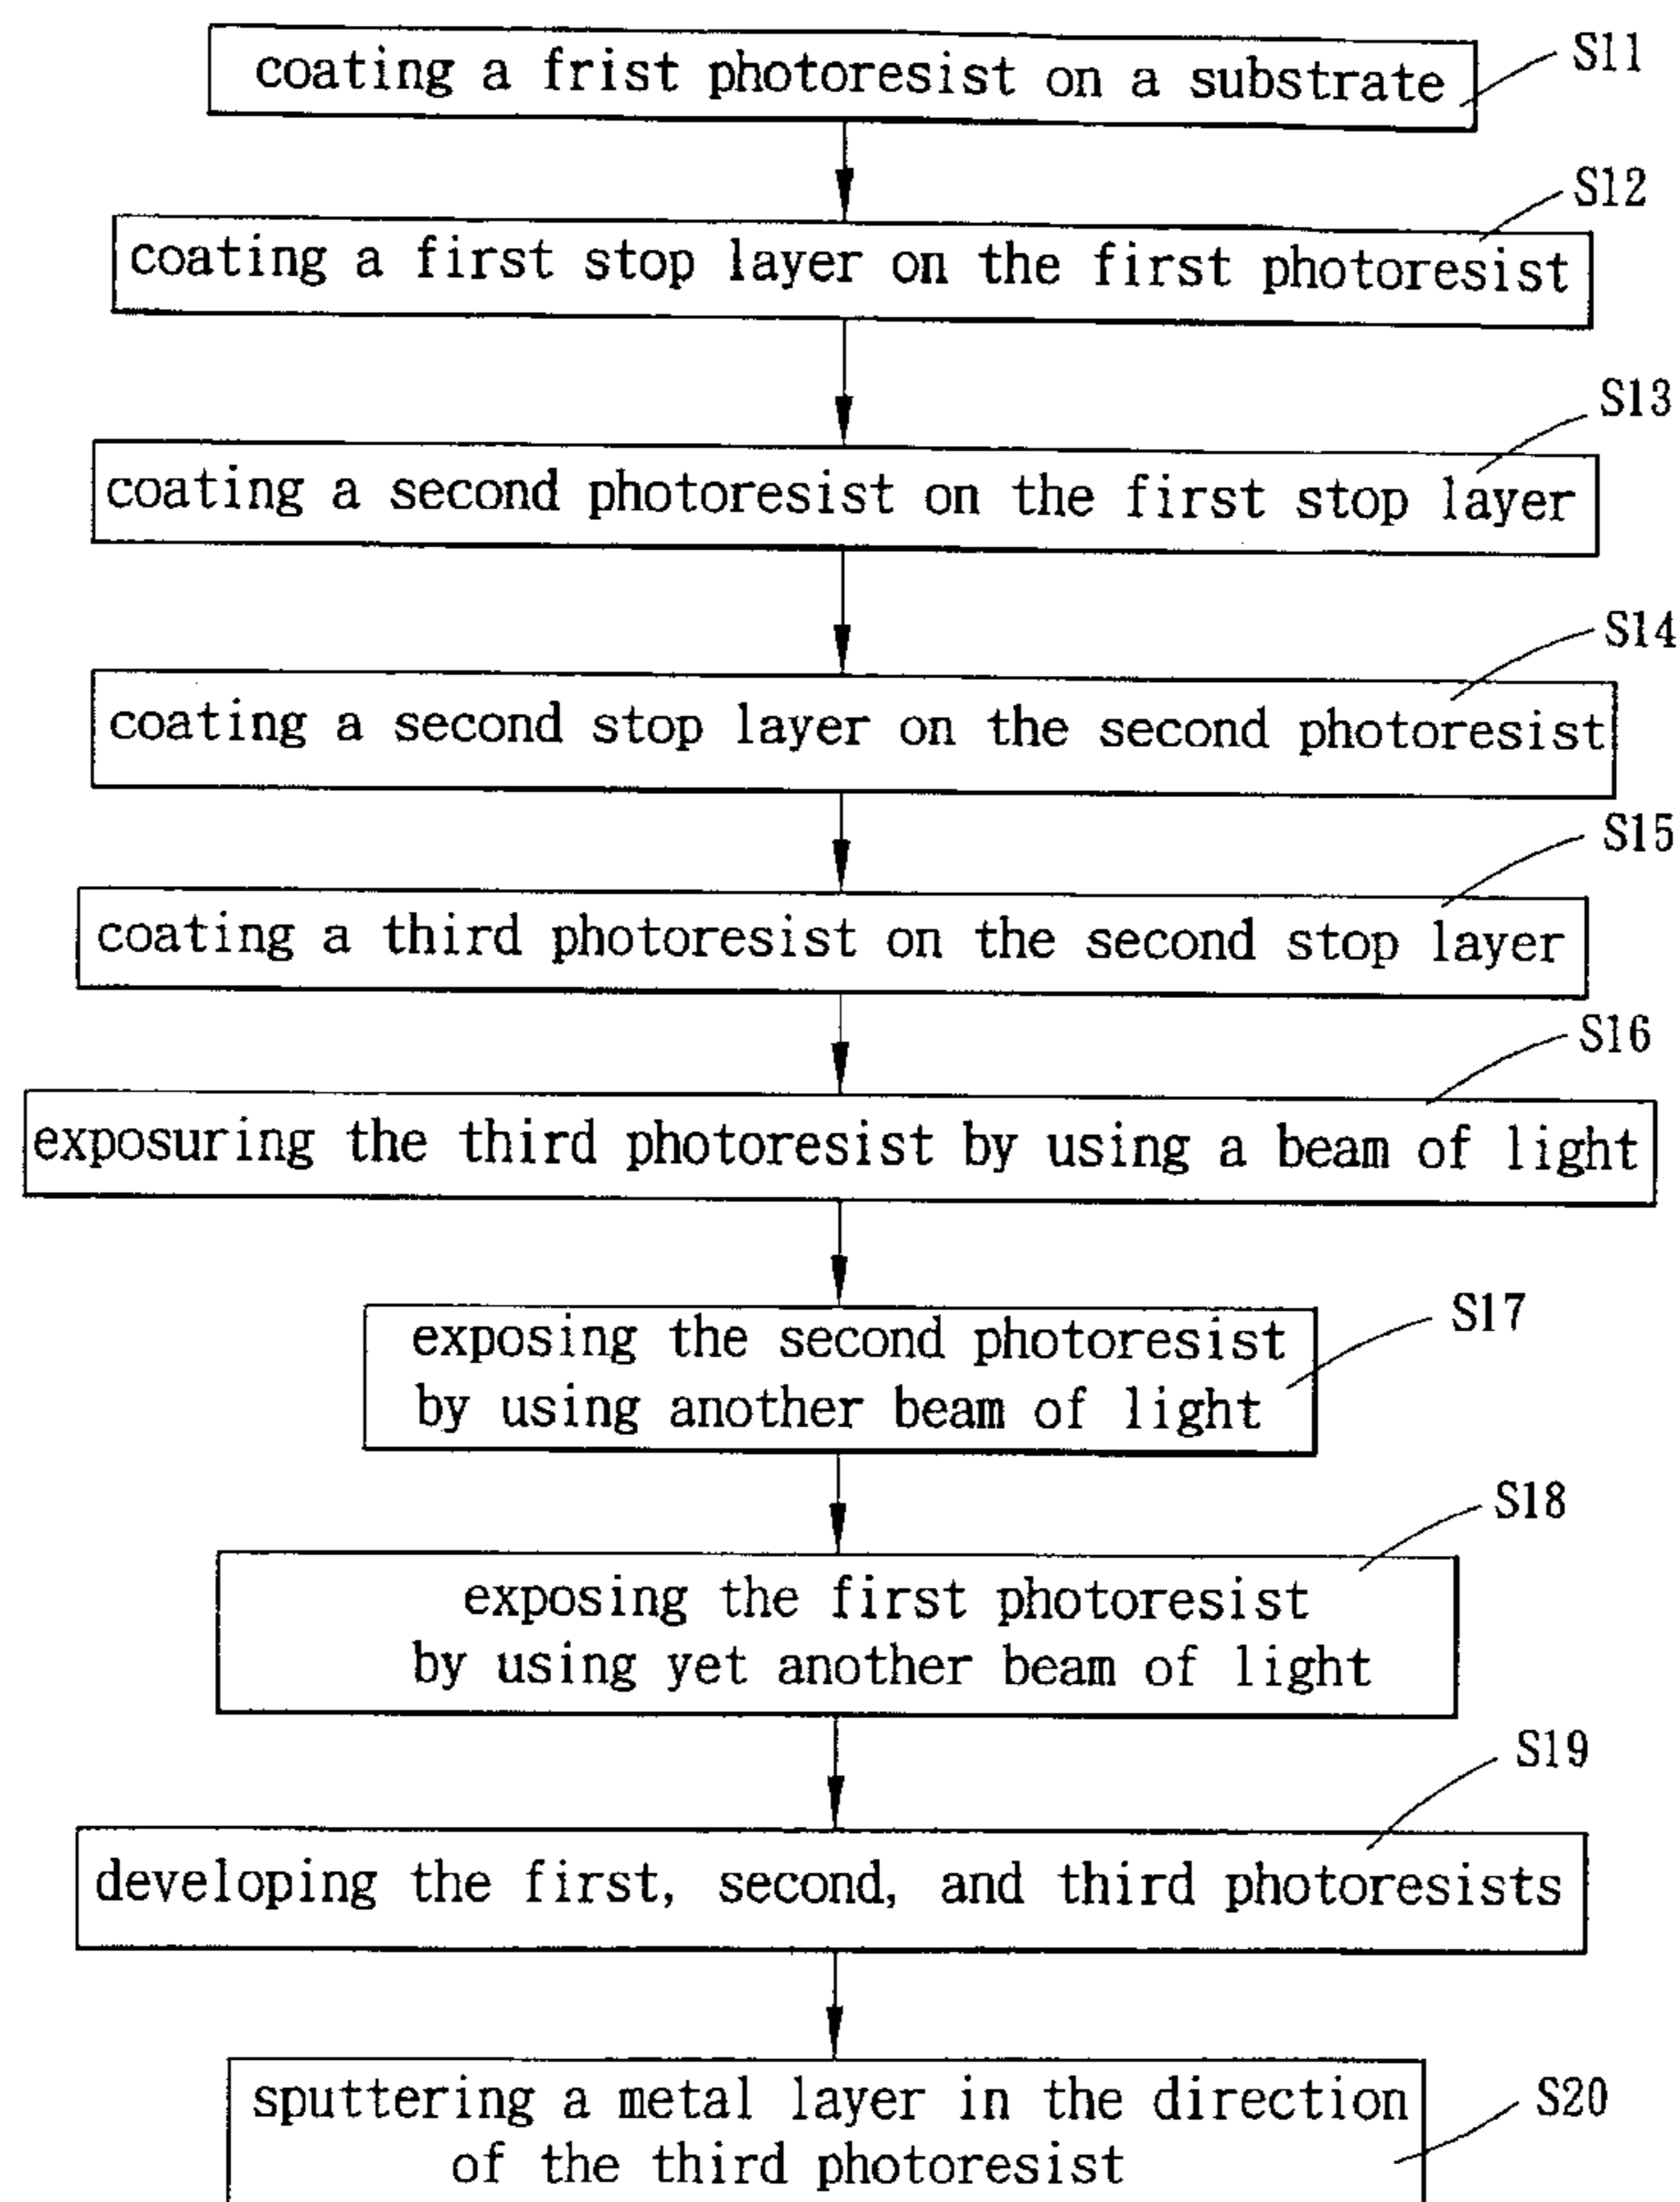 coating a frist photoresist on a substrate
S11
coating a first stop layer on the first photoresist
S12
coating a second photoresist on the first stop layer
S13
coating a second stop layer on the second photoresist
S14
coating a third photoresist on the second stop layer
S15
exposuring the third photoresist by using a beam of light
S16
exposing the second photoresist
by using another beam of light
S17
exposing the first photoresist
by using yet another beam of light
S18
developing the first, second, and third photoresists
S19
sputtering a metal layer in the direction
of the third photoresist
S20